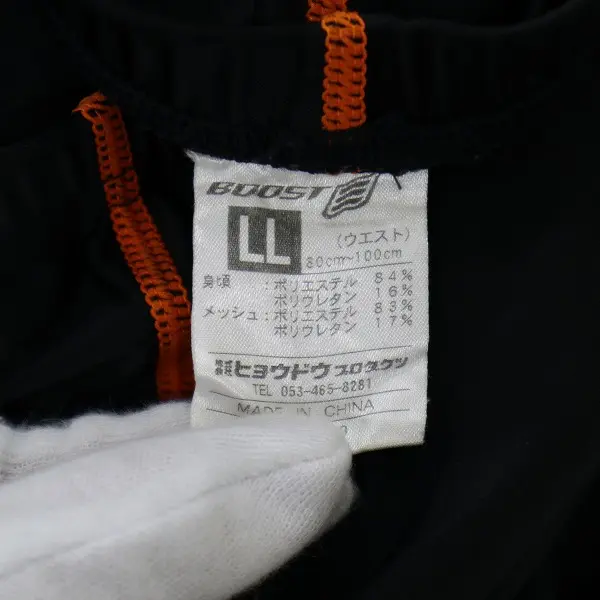 BOOST
LL
(ウエスト)
80cm~100cm
身頃 :ポリエステル 84%
ポリウレタン 16%
メッシュ:ポリエステル 83%
ポリウレタン 17%
株式会社ヒョウドウプロダクツ
TEL 053-465-8281
MADE IN CHINA